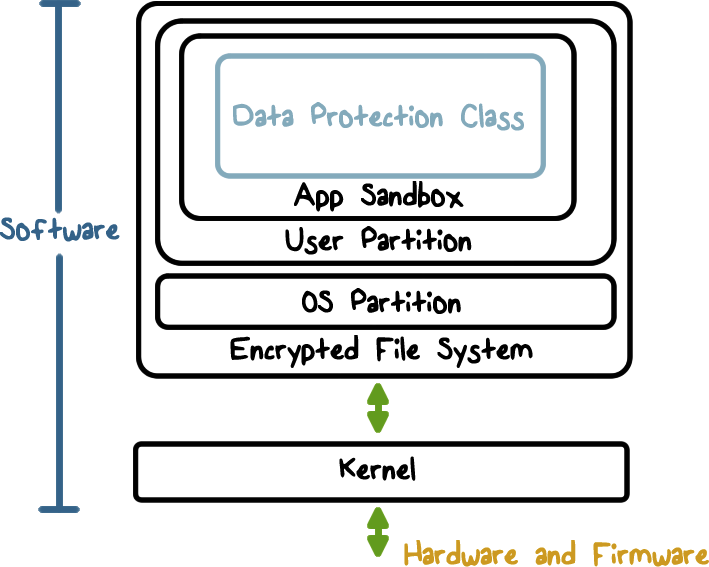 Data Protection Class
App Sandbox
User Partition
Software
OS Partition
Encrypted File System
Kernel
Hardware and Firmware